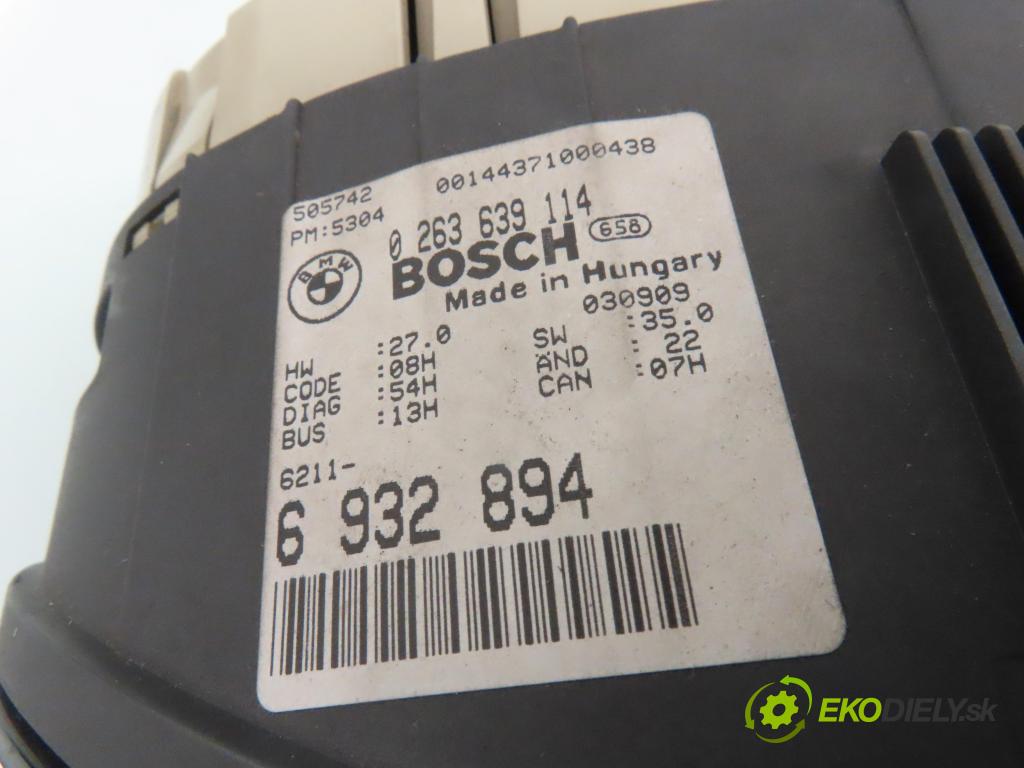 505742 00144371000438
PM:5304 0 263 639 114
BMW BOSCH 658
Made in Hungary
030909
HW :27.0 SW :35.0
CODE :08H ÄND : 22
DIAG :54H CAN :07H
BUS :13H
6211-
6 932 894
EKODIELY.sk